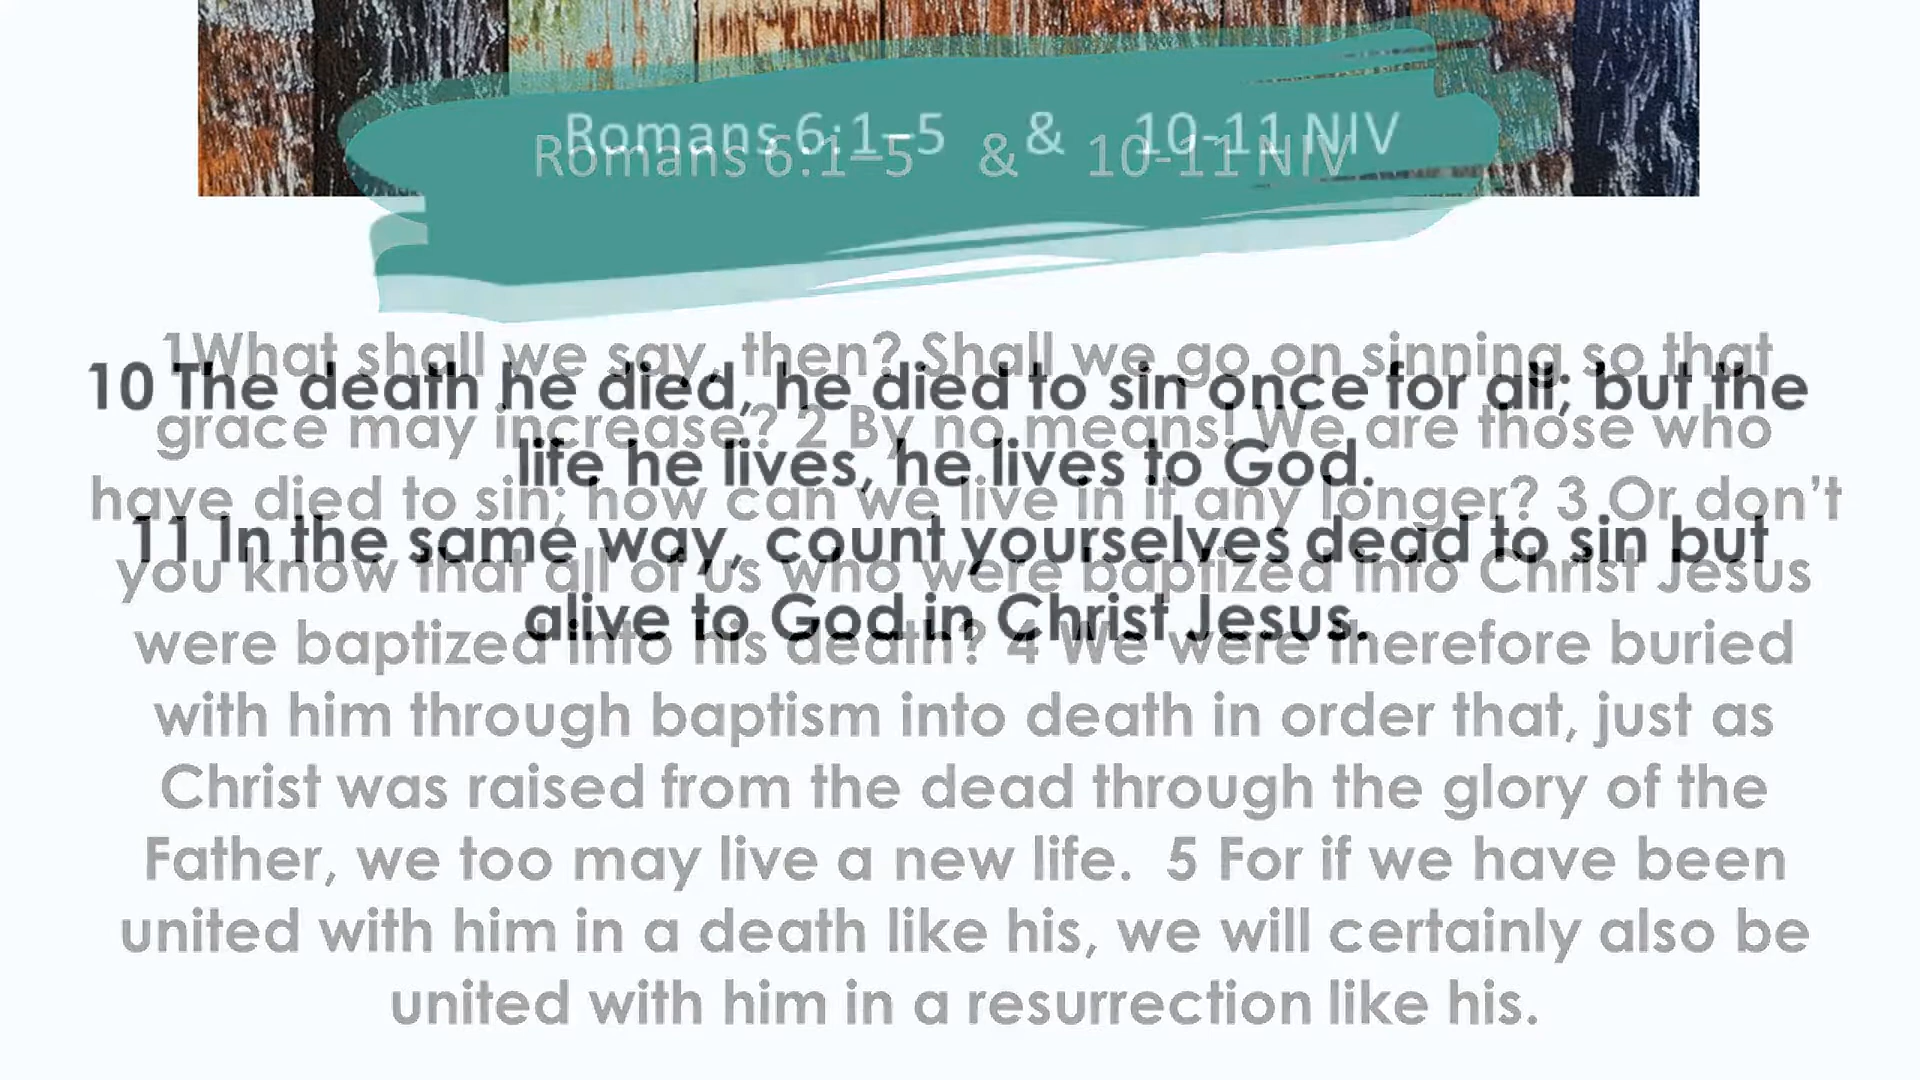 Romans 6:1–5 & 10-11 NIV
Romans 6:1–5 & 10-11 NIV
1What shall we say, then? Shall we go on sinning so that
grace may increase? 2 By no means! We are those who
have died to sin; how can we live in it any longer? 3 Or don’t
you know that all of us who were baptized into Christ Jesus
were baptized into his death? 4 We were therefore buried
with him through baptism into death in order that, just as
Christ was raised from the dead through the glory of the
Father, we too may live a new life. 5 For if we have been
united with him in a death like his, we will certainly also be
united with him in a resurrection like his.
10 The death he died, he died to sin once for all; but the
life he lives, he lives to God.
11 In the same way, count yourselves dead to sin but
alive to God in Christ Jesus.